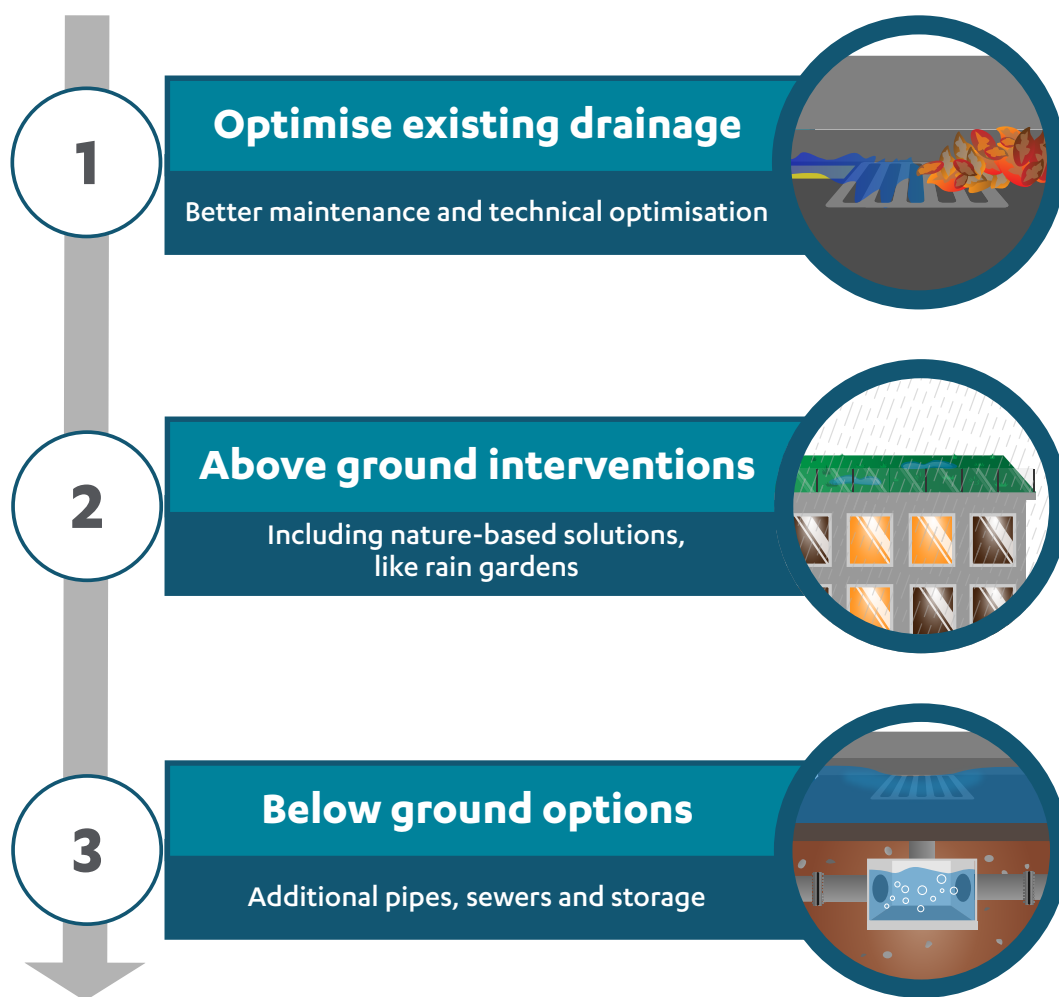 1
Optimise existing drainage
Better maintenance and technical optimisation
2
Above ground interventions
Including nature-based solutions,
like rain gardens
3
Below ground options
Additional pipes, sewers and storage